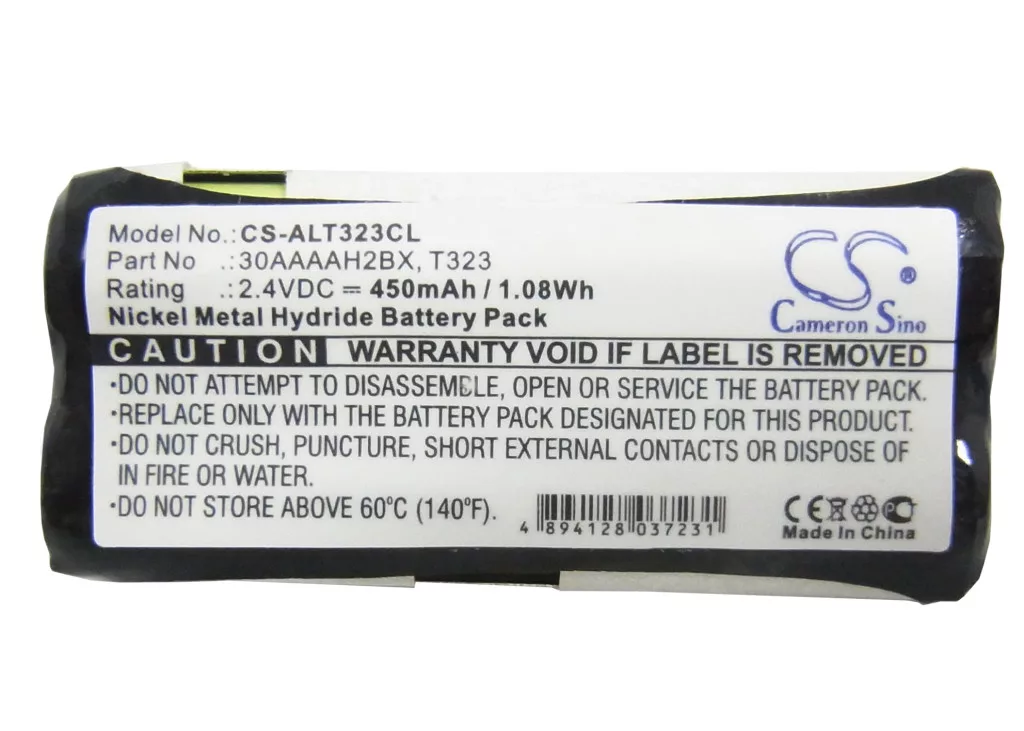 Model No.: CS-ALT323CL
Part No .: 30AAAAH2BX, T323
Rating .: 2.4VDC ⎓ 450mAh / 1.08Wh
Nickel Metal Hydride Battery Pack
CS®
Cameron Sino
CAUTION WARRANTY VOID IF LABEL IS REMOVED
·DO NOT ATTEMPT TO DISASSEMBLE, OPEN OR SERVICE THE BATTERY PACK.
·REPLACE ONLY WITH THE BATTERY PACK DESIGNATED FOR THIS PRODUCT.
·DO NOT CRUSH, PUNCTURE, SHORT EXTERNAL CONTACTS OR DISPOSE OF
IN FIRE OR WATER.
·DO NOT STORE ABOVE 60°C (140°F).
4 894128 037231
CE
Made In China